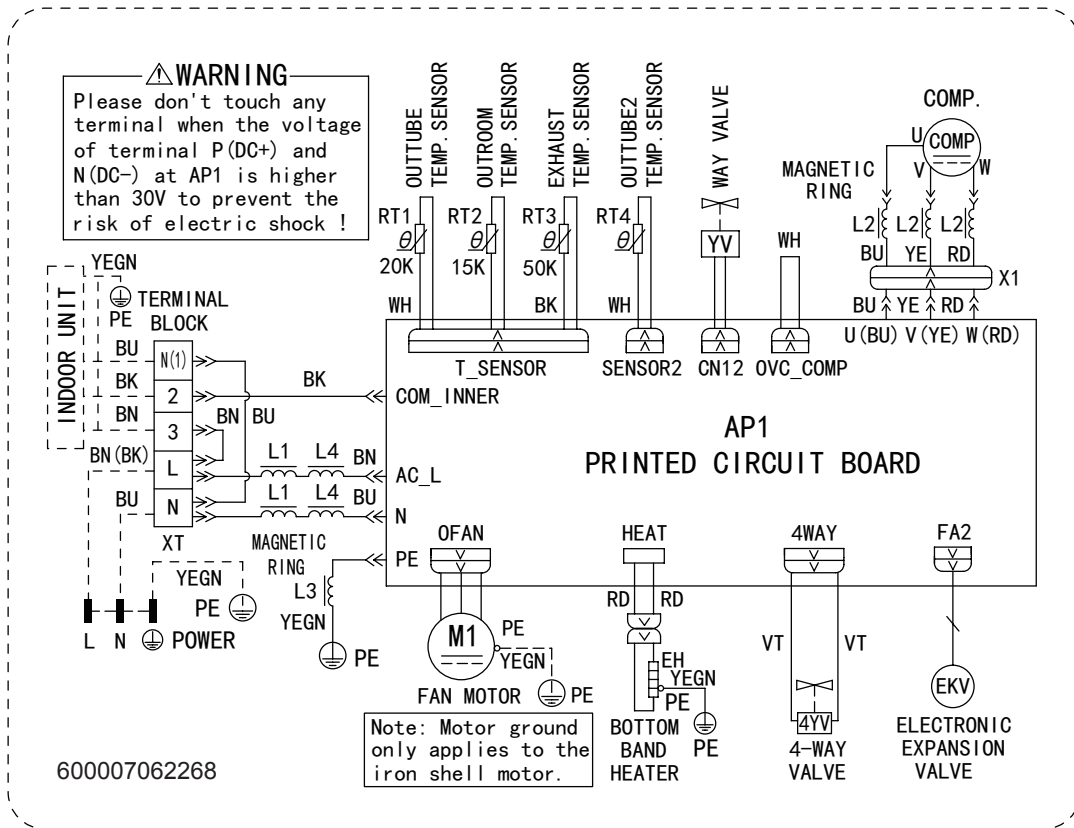 WARNING
Please don't touch any
terminal when the voltage
of terminal P(DC+) and
N(DC-) at AP1 is higher
than 30V to prevent the
risk of electric shock !
OUTTUBE
TEMP. SENSOR
OUTROOM
TEMP. SENSOR
EXHAUST
TEMP. SENSOR
OUTTUBE2
TEMP. SENSOR
WAY VALVE
COMP.
U
COMP
V
W
MAGNETIC
RING
RT1
RT2
RT3
RT4
θ
θ
θ
θ
20K
15K
50K
YV
WH
L2
L2
L2
BU
YE
RD
X1
WH
BK
WH
BU
YE
RD
U(BU) V(YE) W(RD)
T_SENSOR
SENSOR2
CN12
OVC_COMP
YEGN
PE
TERMINAL
BLOCK
INDOOR UNIT
BU
N(1)
BK
2
BN
3
BN(BK)
L
BU
N
XT
BN
BU
BK
COM_INNER
L1
L4
BN
AC_L
L1
L4
BU
N
AP1
PRINTED CIRCUIT BOARD
MAGNETIC
RING
PE
L3
YEGN
PE
YEGN
PE
L
N
POWER
OFAN
M1
PE
YEGN
PE
FAN MOTOR
HEAT
RD
RD
EH
YEGN
PE
PE
BOTTOM
BAND
HEATER
4WAY
VT
VT
4YV
4-WAY
VALVE
FA2
EKV
ELECTRONIC
EXPANSION
VALVE
Note: Motor ground
only applies to the
iron shell motor.
600007062268